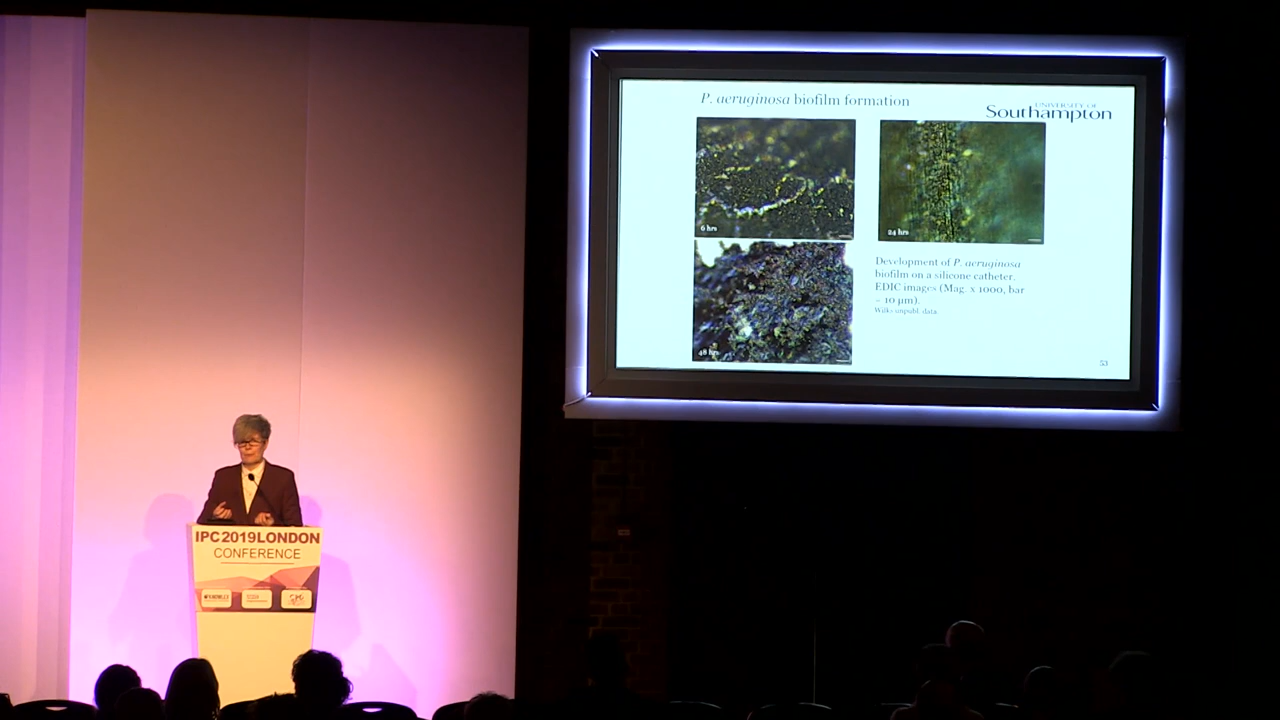 P. aeruginosa biofilm formation
UNIVERSITY OF
Southampton
6 hrs
24 hrs
48 hrs
Development of P. aeruginosa
biofilm on a silicone catheter.
EDIC images (Mag. x 1000, bar
= 10 µm).
Wilks unpubl. data
53
IPC2019LONDON
CONFERENCE